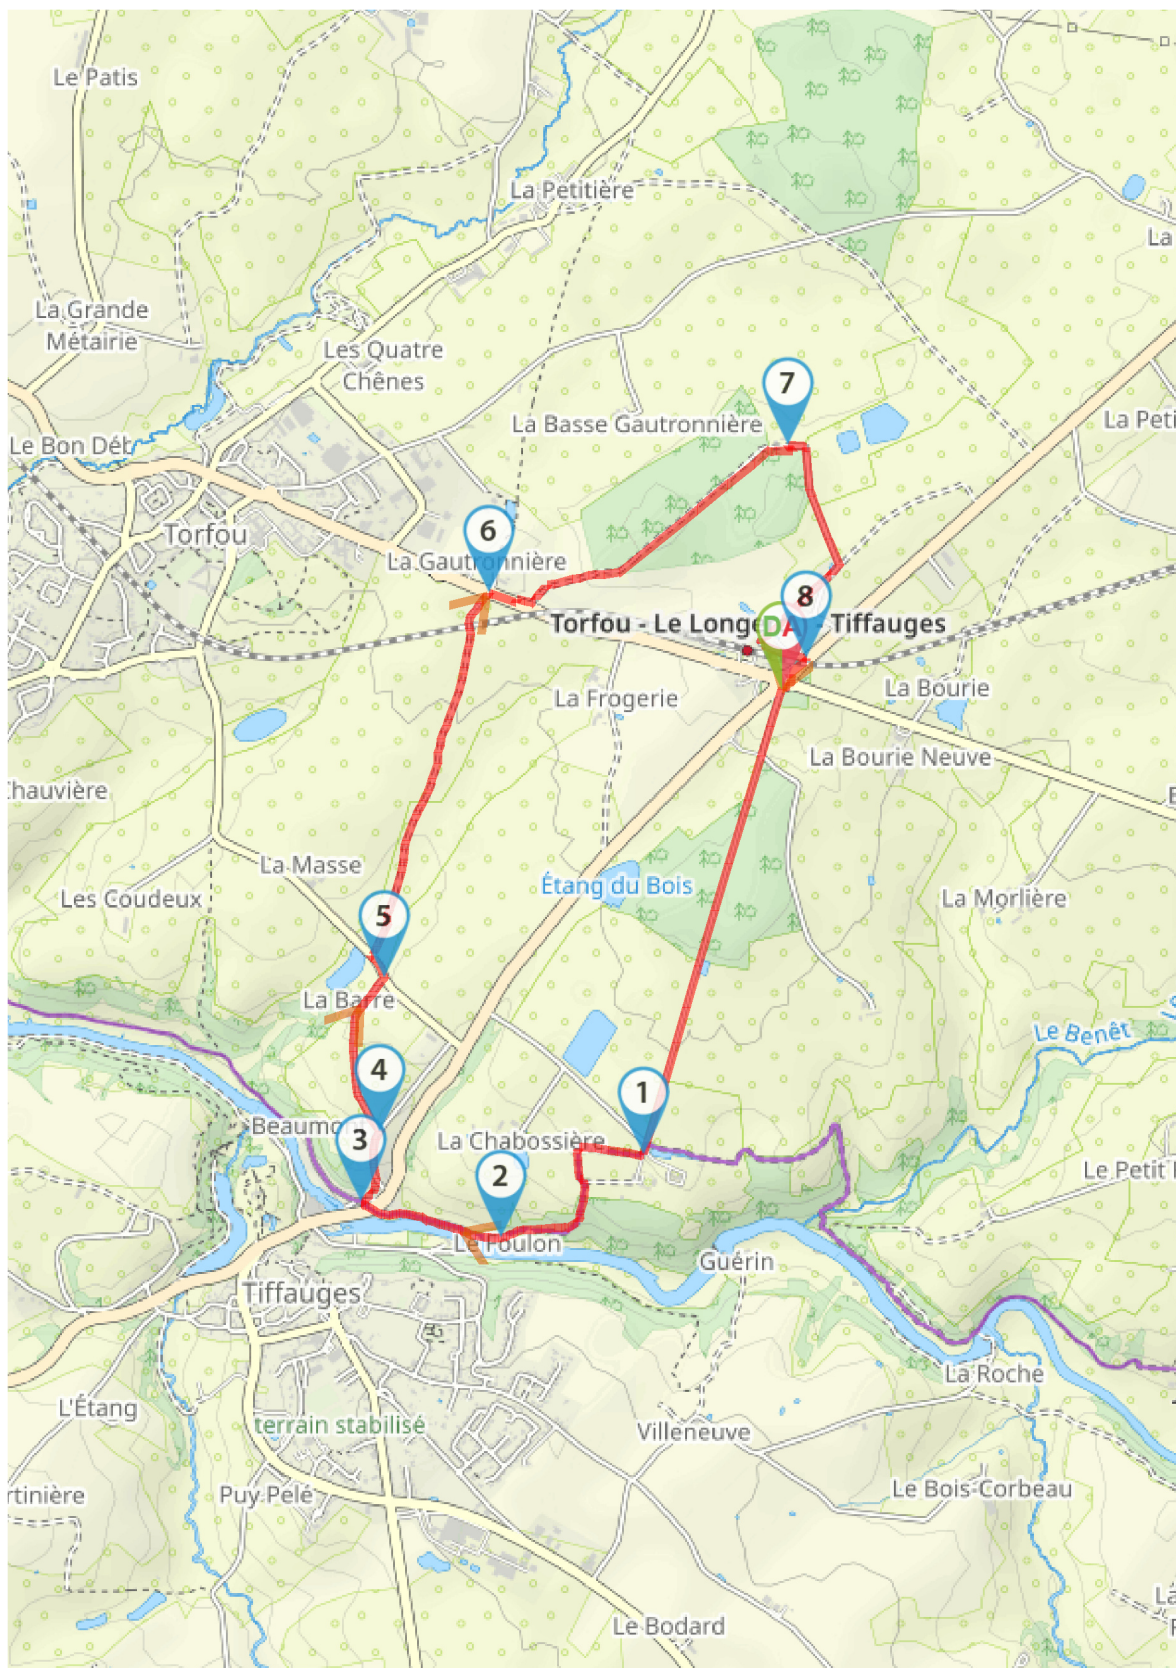 Le Patis
La Petitière
La
La Grande
Métairie
Les Quatre
Chênes
7
La Basse Gautronnière
La Peti
Le Bon Déb
6
Torfou
La Gautronnière
8
DA
Torfou - Le Longe
- Tiffauges
La Bourie
La Frogerie
La Bourie Neuve
Chauvière
La Masse
Étang du Bois
Les Coudeux
La Morlière
5
La Barre
Le Benêt
4
1
3
Beaumo
La Chabossière
2
Le Petit
Le Foulon
Guérin
Tiffauges
La Roche
L'Étang
terrain stabilisé
Villeneuve
rtinière
Puy Pelé
Le Bois-Corbeau
Le Bodard